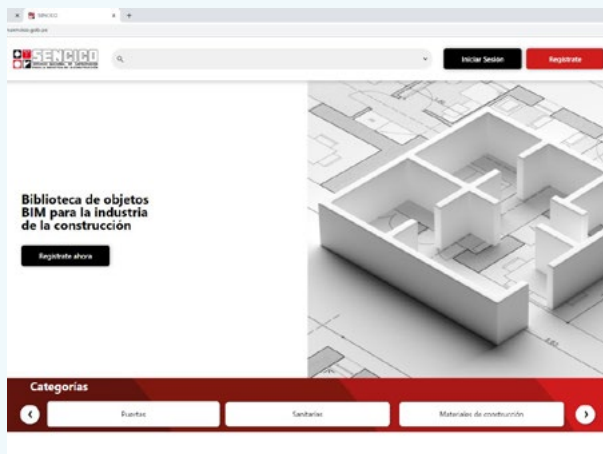 SENCICO
SENCICO
Iniciar Sesión
Regístrate
Biblioteca de objetos
BIM para la industria
de la construcción
Regístrate ahora
Categorías
Puertas
Sanitarias
Materiales de construcción